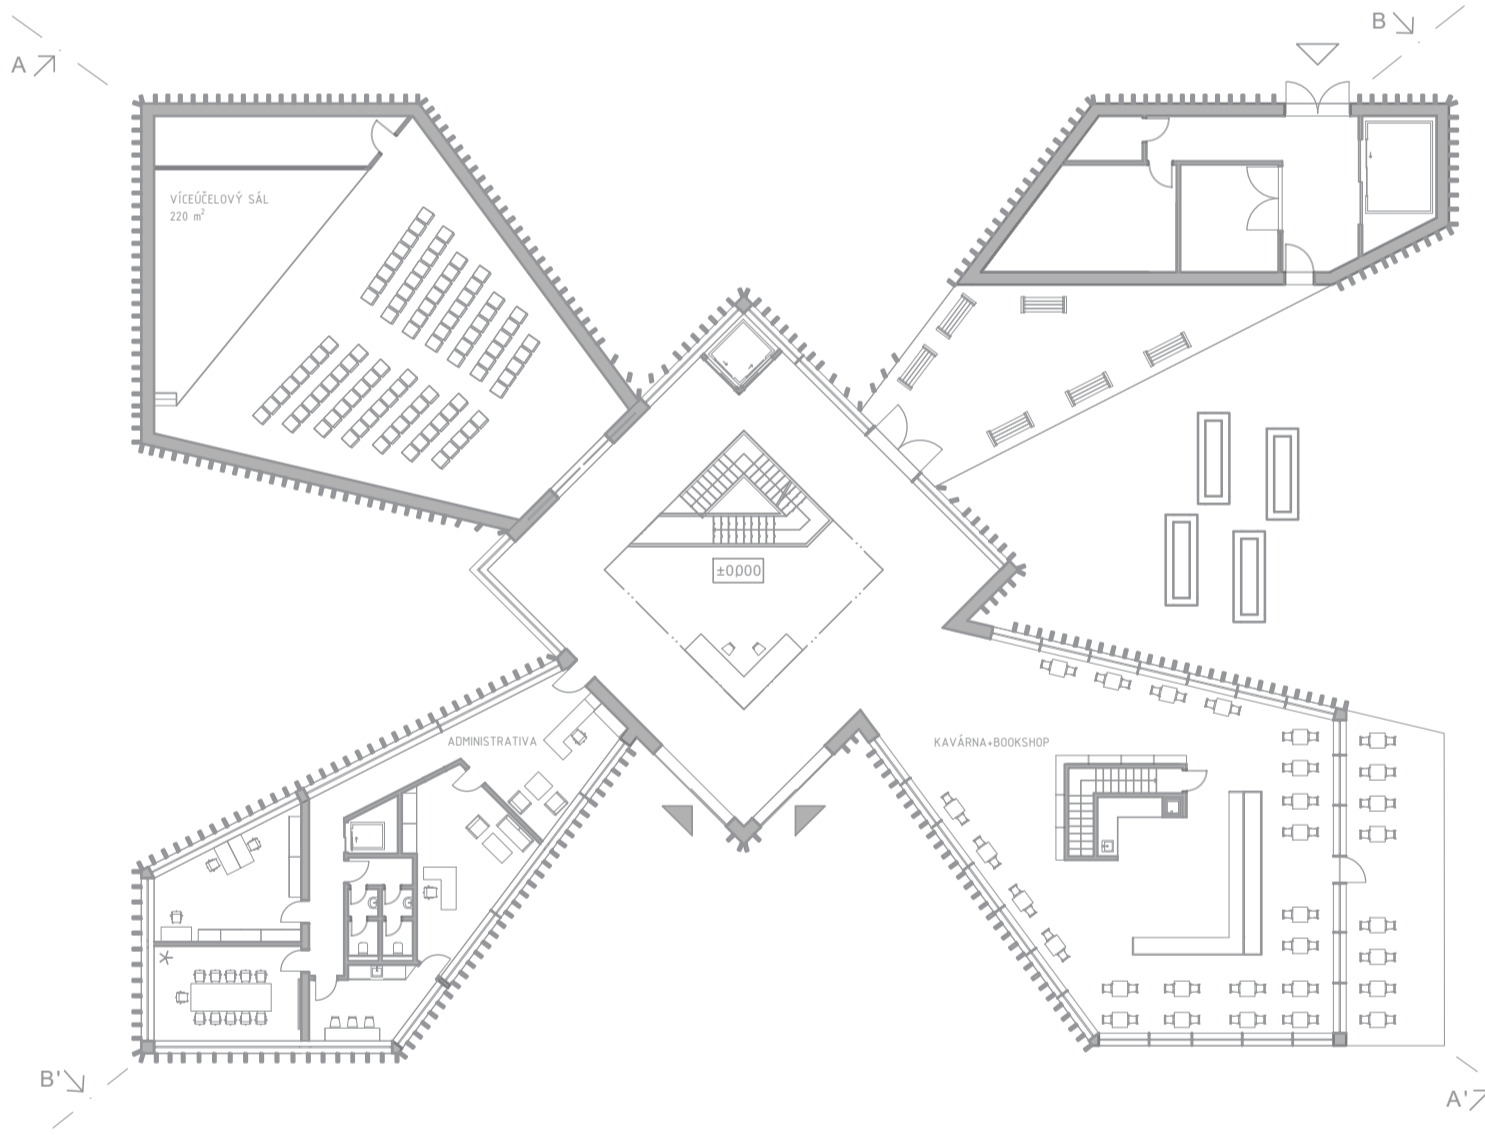 A
B
VÍCEÚČELOVÝ SÁL
220 m²
±0,000
ADMINISTRATIVA
KAVÁRNA+BOOKSHOP
B'
A'